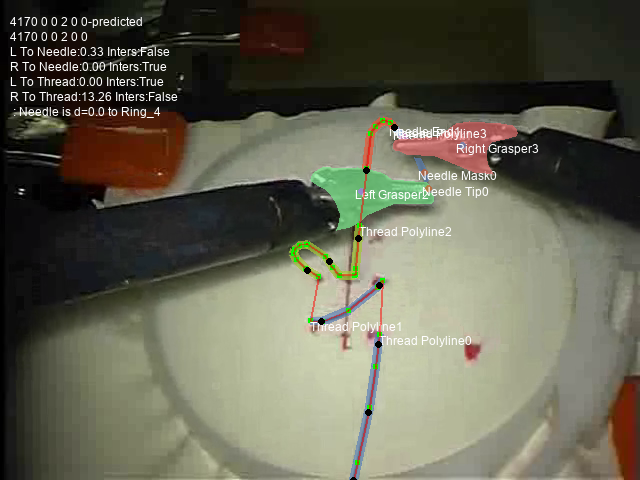 4170 0 0 2 0 0-predicted
4170 0 0 2 0 0
L To Needle:0.33 Inters:False
R To Needle:0.00 Inters:True
L To Thread:0.00 Inters:True
R To Thread:13.26 Inters:False
: Needle is d=0.0 to Ring_4
Polyline3
Right Grasper3
Needle Mask0
Needle Tip0
Left Grasper2
Thread Polyline2
Thread Polyline1
Thread Polyline0